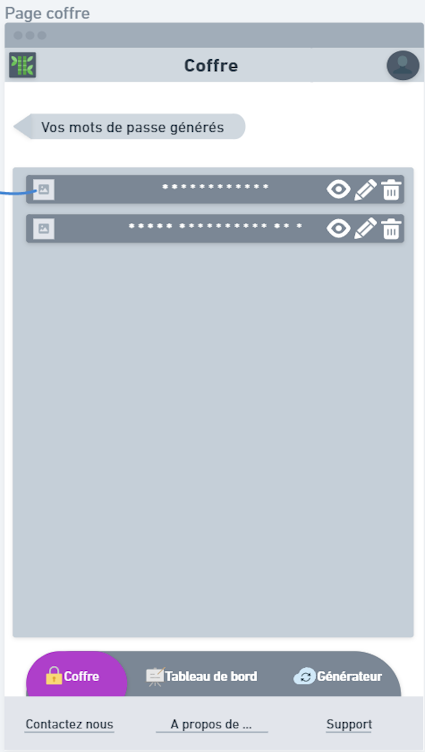 Page coffre
Coffre
Vos mots de passe générés
* * * * * * * * * * * *
* * * * *  * * * * * * * * * *  * *  *
Coffre
Tableau de bord
Générateur
Contactez nous
A propos de ...
Support